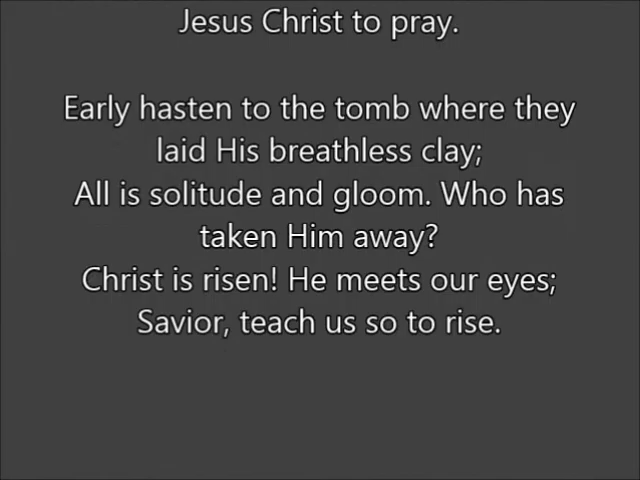 Jesus Christ to pray.
Early hasten to the tomb where they
laid His breathless clay;
All is solitude and gloom. Who has
taken Him away?
Christ is risen! He meets our eyes;
Savior, teach us so to rise.